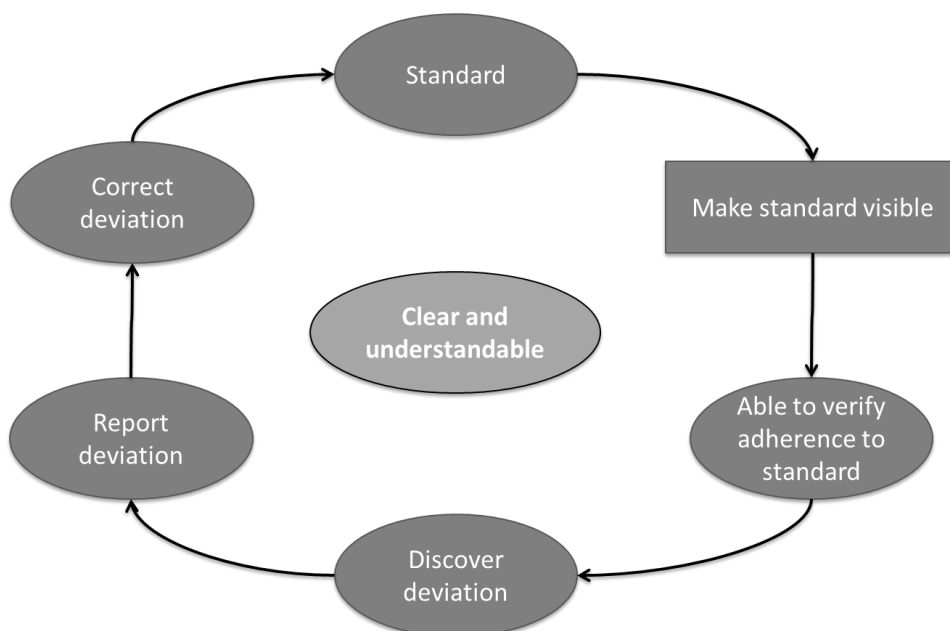 Standard
Make standard visible
Able to verify
adherence to
standard
Discover
deviation
Report
deviation
Correct
deviation
Clear and
understandable